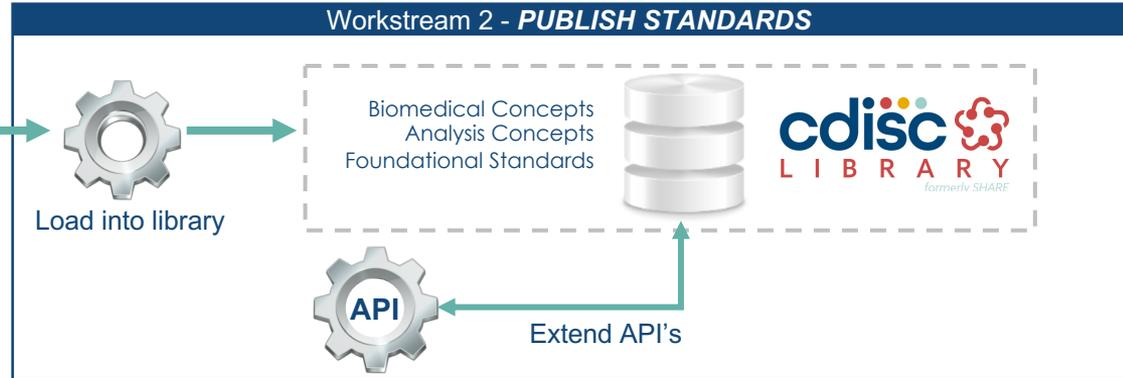 Workstream 2 - PUBLISH STANDARDS
Biomedical Concepts
Analysis Concepts
Foundational Standards
cdisc
LIBRARY
formerly SHARE
Load into library
API
Extend API's